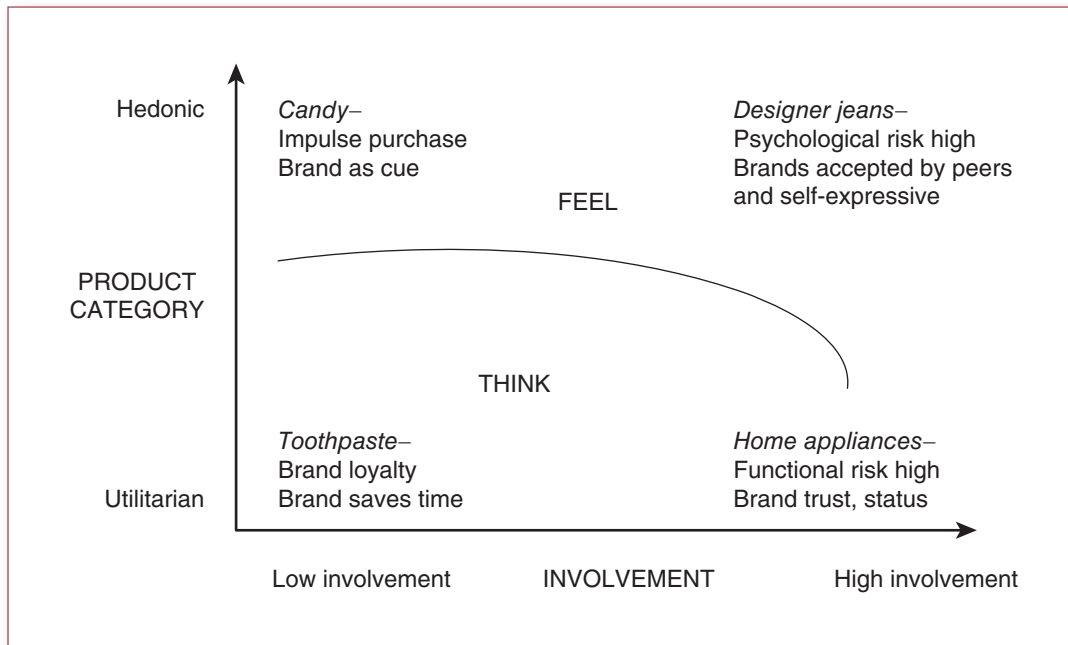 Hedonic
Candy–
Impulse purchase
Brand as cue
Designer jeans–
Psychological risk high
Brands accepted by peers
and self-expressive
FEEL
PRODUCT
CATEGORY
THINK
Toothpaste–
Brand loyalty
Brand saves time
Home appliances–
Functional risk high
Brand trust, status
Utilitarian
Low involvement
INVOLVEMENT
High involvement